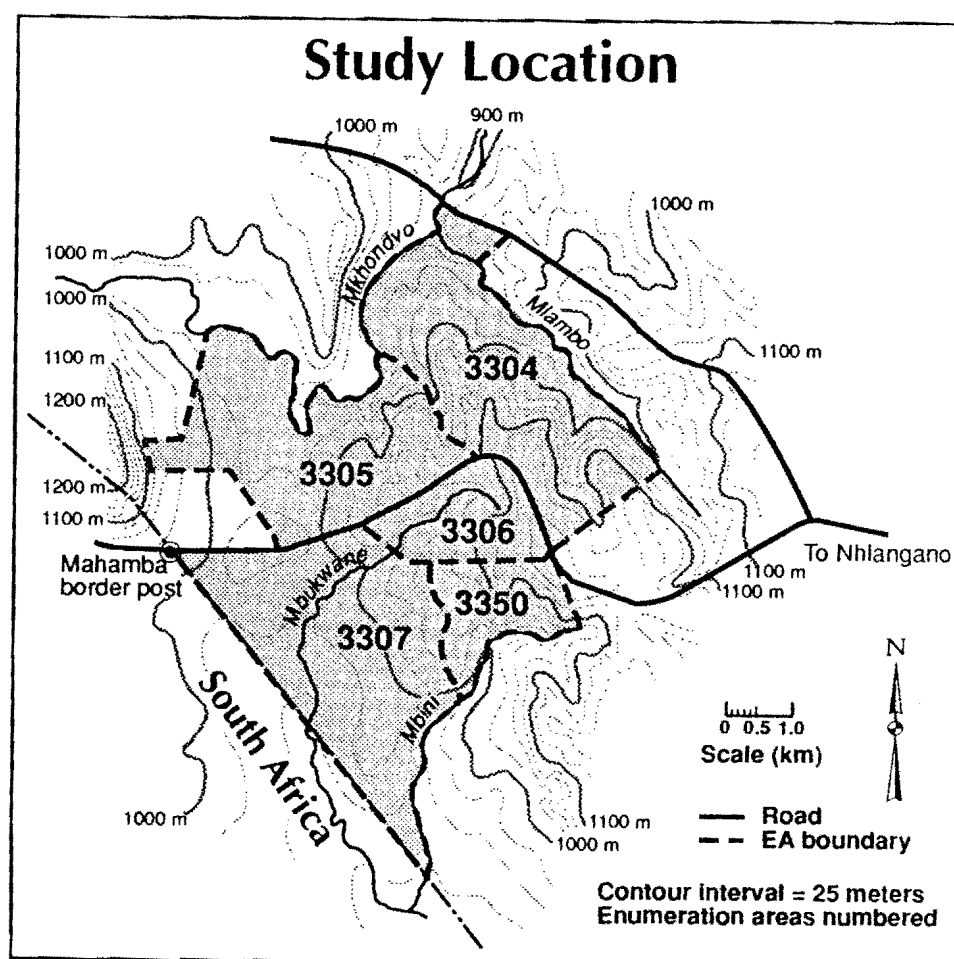 Study Location
900 m
1000 m
1000 m
1000 m
Mkhondvo
1000 m
Mlambo
1100 m
1100 m
3304
1200 m
3305
1200 m
1100 m
3306
To Nhlangano
Mahamba
border post
Mbukwane
1100 m
1100 m
3350
3307
N
South Africa
Mbini
0 0.5 1.0
Scale (km)
1000 m
1100 m
1000 m
Road
EA boundary
Contour interval = 25 meters
Enumeration areas numbered